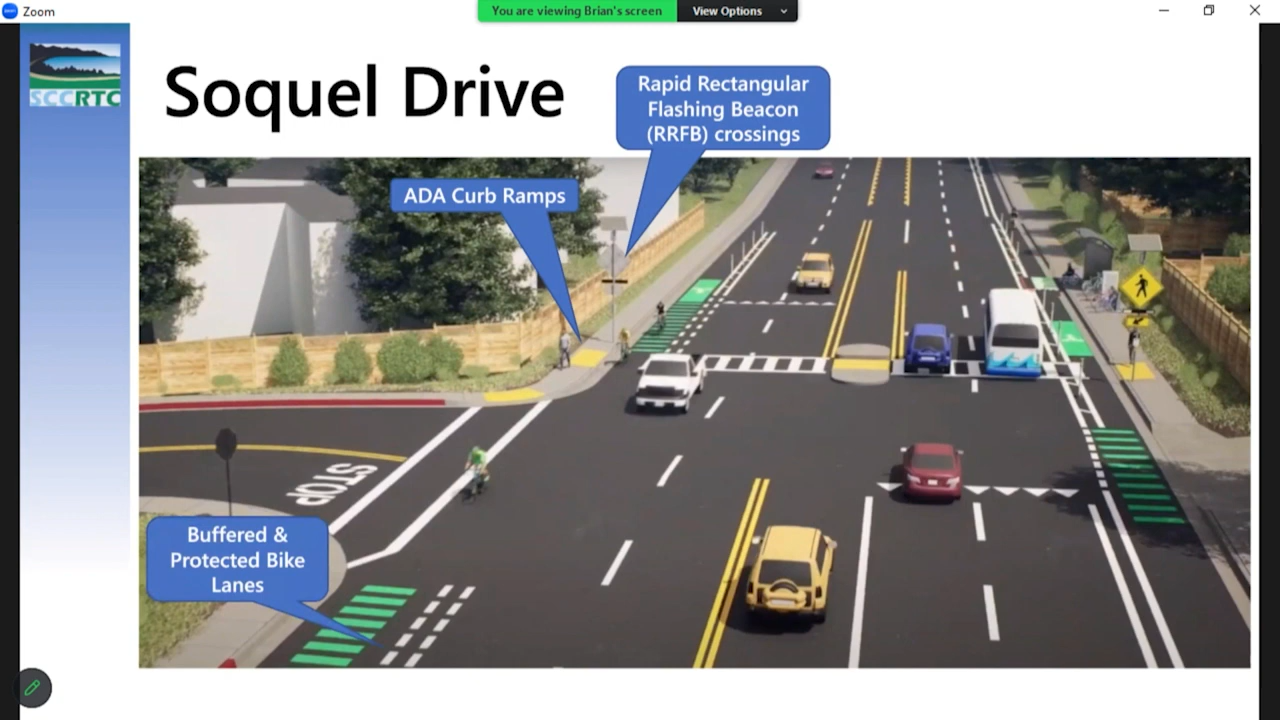 Zoom
You are viewing Brian's screen
View Options
SCCRTC
Soquel Drive
Rapid Rectangular
Flashing Beacon
(RRFB) crossings
ADA Curb Ramps
STOP
Buffered &
Protected Bike
Lanes